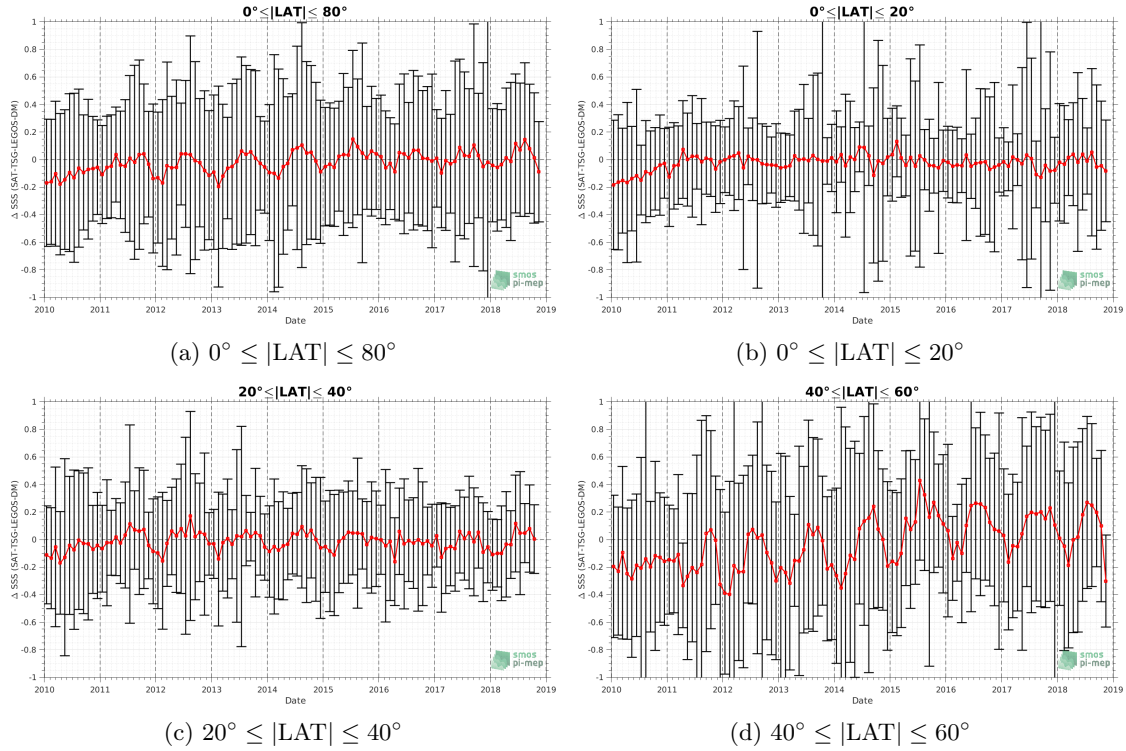 0°≤|LAT|≤ 80°
1
0.8
0.6
0.4
0.2
0
-0.2
-0.4
-0.6
-0.8
-1
Δ SSS (SAT-TSG-LEGOS-DM)
2010 2011 2012 2013 2014 2015 2016 2017 2018 2019
Date
smos
pi-mep
(a) 0° ≤ |LAT| ≤ 80°
0°≤|LAT|≤ 20°
1
0.8
0.6
0.4
0.2
0
-0.2
-0.4
-0.6
-0.8
-1
Δ SSS (SAT-TSG-LEGOS-DM)
2010 2011 2012 2013 2014 2015 2016 2017 2018 2019
Date
smos
pi-mep
(b) 0° ≤ |LAT| ≤ 20°
20°≤|LAT|≤ 40°
1
0.8
0.6
0.4
0.2
0
-0.2
-0.4
-0.6
-0.8
-1
Δ SSS (SAT-TSG-LEGOS-DM)
2010 2011 2012 2013 2014 2015 2016 2017 2018 2019
Date
smos
pi-mep
(c) 20° ≤ |LAT| ≤ 40°
40°≤|LAT|≤ 60°
1
0.8
0.6
0.4
0.2
0
-0.2
-0.4
-0.6
-0.8
-1
Δ SSS (SAT-TSG-LEGOS-DM)
2010 2011 2012 2013 2014 2015 2016 2017 2018 2019
Date
smos
pi-mep
(d) 40° ≤ |LAT| ≤ 60°